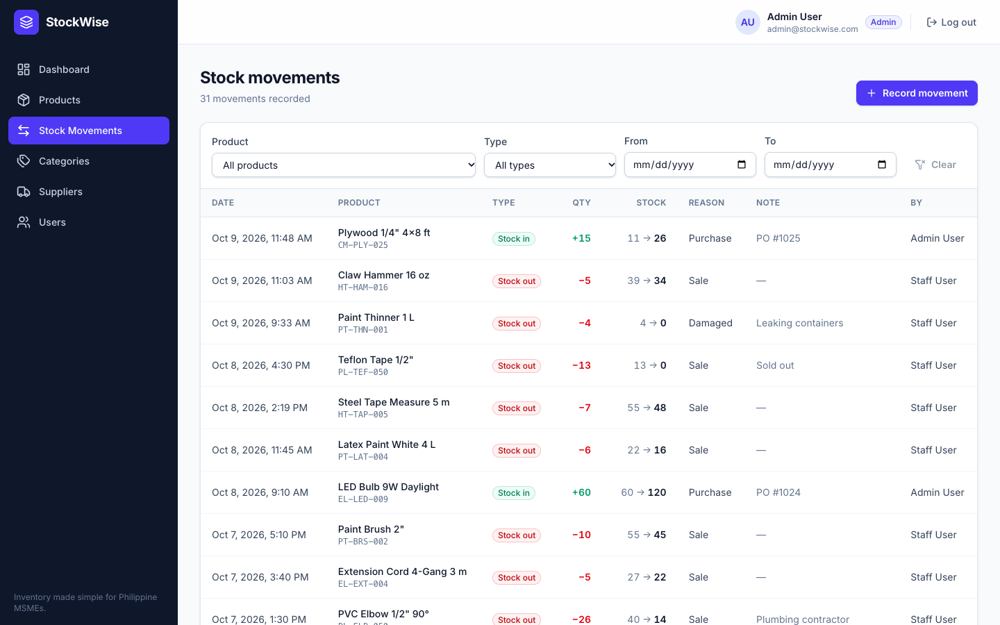 StockWise
Dashboard
Products
Stock Movements
Categories
Suppliers
Users
Inventory made simple for Philippine
MSMEs.
AU
Admin User
admin@stockwise.com
Admin
Log out
Stock movements
31 movements recorded
+ Record movement
Product
Type
From
To
All products
All types
mm/dd/yyyy
mm/dd/yyyy
Clear
DATE PRODUCT TYPE QTY STOCK REASON NOTE BY
Oct 9, 2026, 11:48 AM Plywood 1/4" 4×8 ft Stock in +15 11 → 26 Purchase PO #1025 Admin User
CM-PLY-025
Oct 9, 2026, 11:03 AM Claw Hammer 16 oz Stock out −5 39 → 34 Sale — Staff User
HT-HAM-016
Oct 9, 2026, 9:33 AM Paint Thinner 1 L Stock out −4 4 → 0 Damaged Leaking containers Staff User
PT-THN-001
Oct 8, 2026, 4:30 PM Teflon Tape 1/2" Stock out −13 13 → 0 Sale Sold out Staff User
PL-TEF-050
Oct 8, 2026, 2:19 PM Steel Tape Measure 5 m Stock out −7 55 → 48 Sale — Staff User
HT-TAP-005
Oct 8, 2026, 11:45 AM Latex Paint White 4 L Stock out −6 22 → 16 Sale — Staff User
PT-LAT-004
Oct 8, 2026, 9:10 AM LED Bulb 9W Daylight Stock in +60 60 → 120 Purchase PO #1024 Admin User
EL-LED-009
Oct 7, 2026, 5:10 PM Paint Brush 2" Stock out −10 55 → 45 Sale — Staff User
PT-BRS-002
Oct 7, 2026, 3:40 PM Extension Cord 4-Gang 3 m Stock out −5 27 → 22 Sale — Staff User
EL-EXT-004
Oct 7, 2026, 1:30 PM PVC Elbow 1/2" 90° Stock out −26 40 → 14 Sale Plumbing contractor Staff User